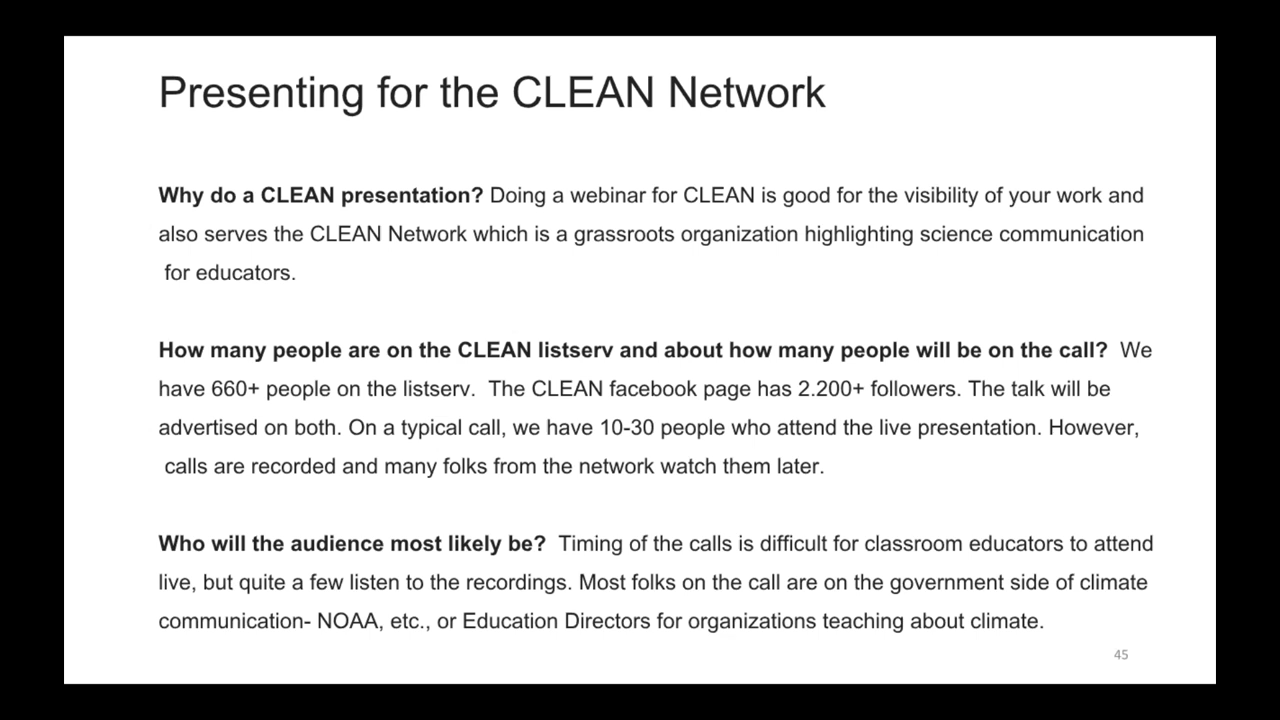 Presenting for the CLEAN Network
Why do a CLEAN presentation? Doing a webinar for CLEAN is good for the visibility of your work and
also serves the CLEAN Network which is a grassroots organization highlighting science communication
for educators.
How many people are on the CLEAN listserv and about how many people will be on the call? We
have 660+ people on the listserv. The CLEAN facebook page has 2.200+ followers. The talk will be
advertised on both. On a typical call, we have 10-30 people who attend the live presentation. However,
calls are recorded and many folks from the network watch them later.
Who will the audience most likely be? Timing of the calls is difficult for classroom educators to attend
live, but quite a few listen to the recordings. Most folks on the call are on the government side of climate
communication- NOAA, etc., or Education Directors for organizations teaching about climate.
45